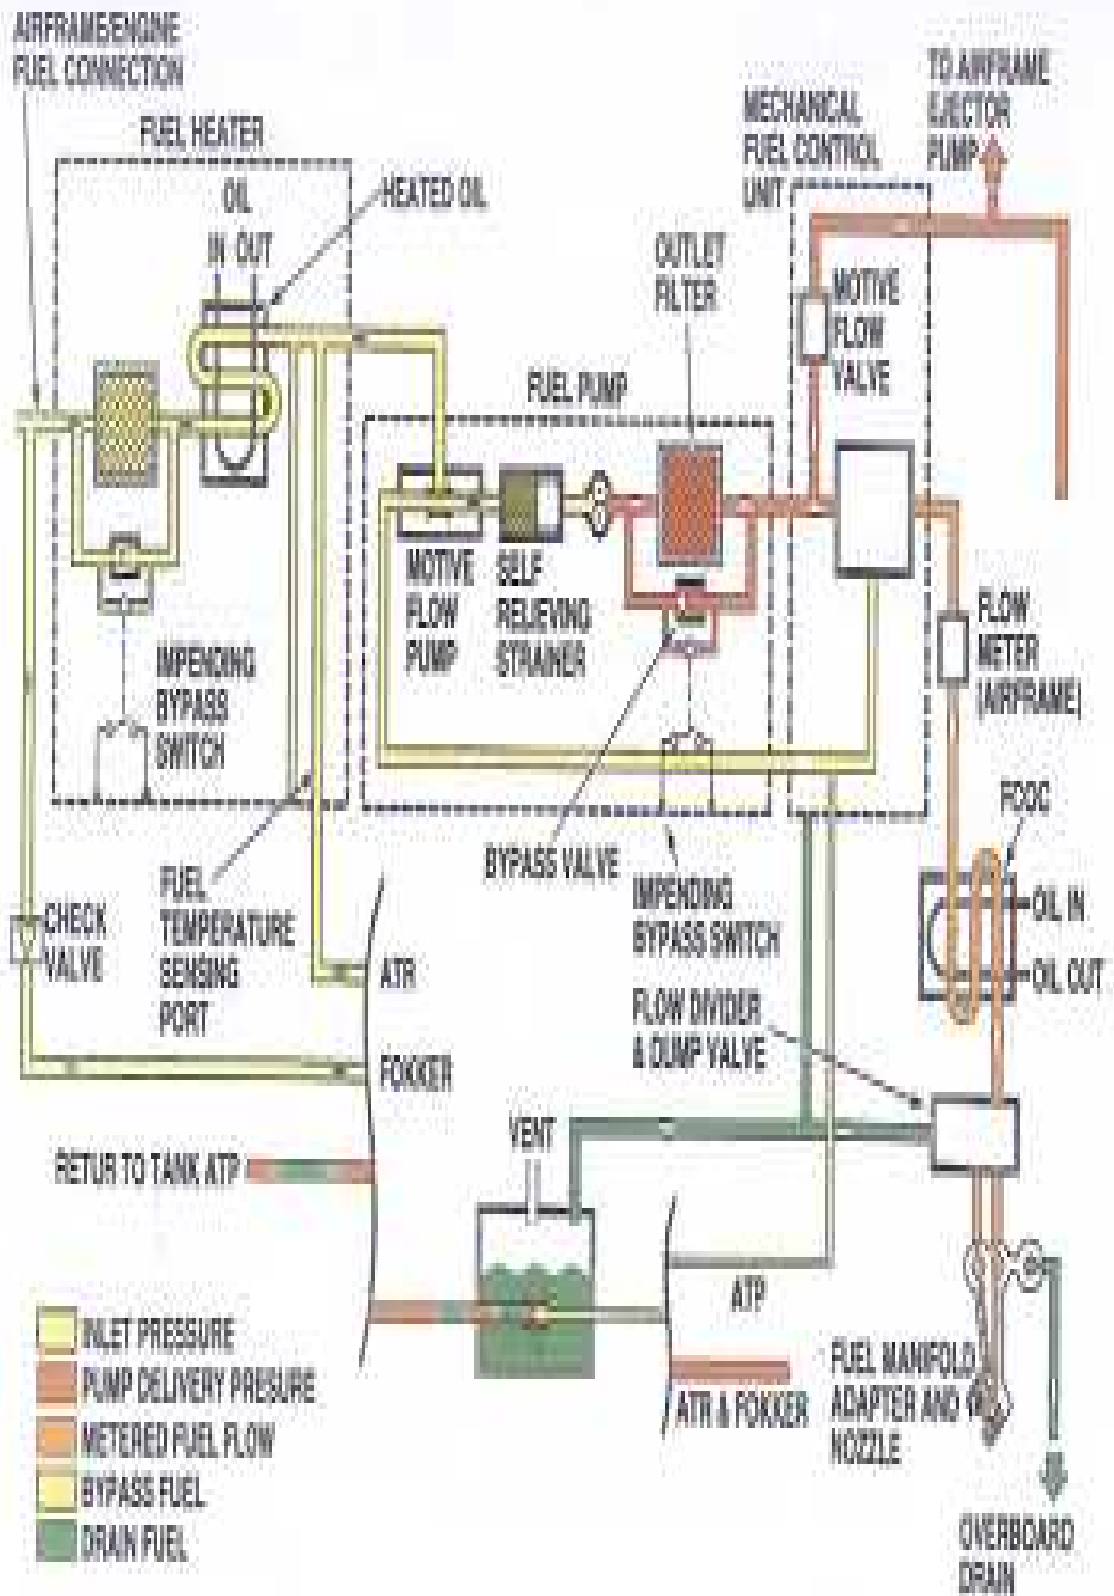 AIRFRAME/ENGINE
FUEL CONNECTION
FUEL HEATER
OIL
IN OUT
HEATED OIL
OUTLET
FILTER
MECHANICAL
FUEL CONTROL
UNIT
TO AIRFRAME
EJECTOR
PUMP
MOTIVE
FLOW
VALVE
FUEL PUMP
MOTIVE
FLOW
PUMP
SELF
RELIEVING
STRAINER
IMPENDING
BYPASS
SWITCH
FLOW
METER
(AIRFRAME)
FCOC
OIL IN
OIL OUT
BYPASS VALVE
IMPENDING
BYPASS SWITCH
FUEL
TEMPERATURE
SENSING
PORT
CHECK
VALVE
ATR
FOKKER
FLOW DIVIDER
& DUMP VALVE
VENT
RETUR TO TANK ATP
ATP
ATR & FOKKER
FUEL MANIFOLD
ADAPTER AND
NOZZLE
OVERBOARD
DRAIN
INLET PRESSURE
PUMP DELIVERY PRESURE
METERED FUEL FLOW
BYPASS FUEL
DRAIN FUEL